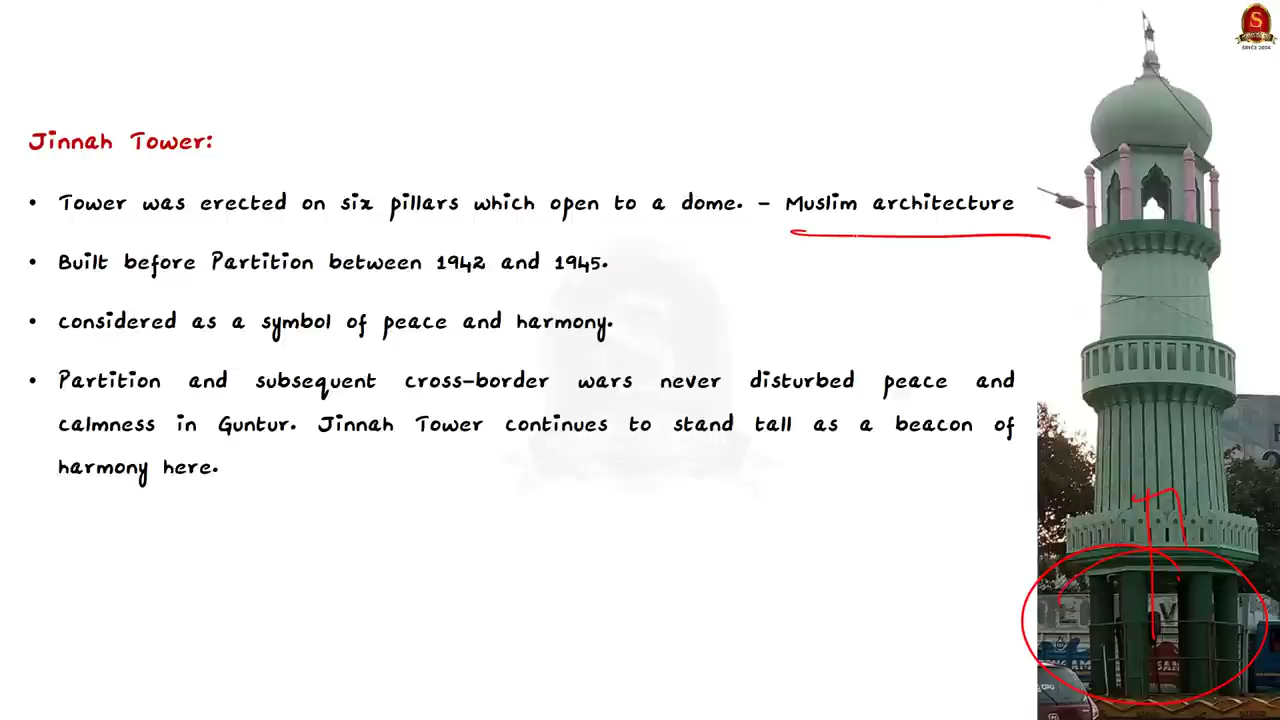 S
SINCE 2004
Jinnah Tower:
• Tower was erected on six pillars which open to a dome. - Muslim architecture
• Built before Partition between 1942 and 1945.
• considered as a symbol of peace and harmony.
• Partition and subsequent cross-border wars never disturbed peace and
calmness in Guntur. Jinnah Tower continues to stand tall as a beacon of
harmony here.